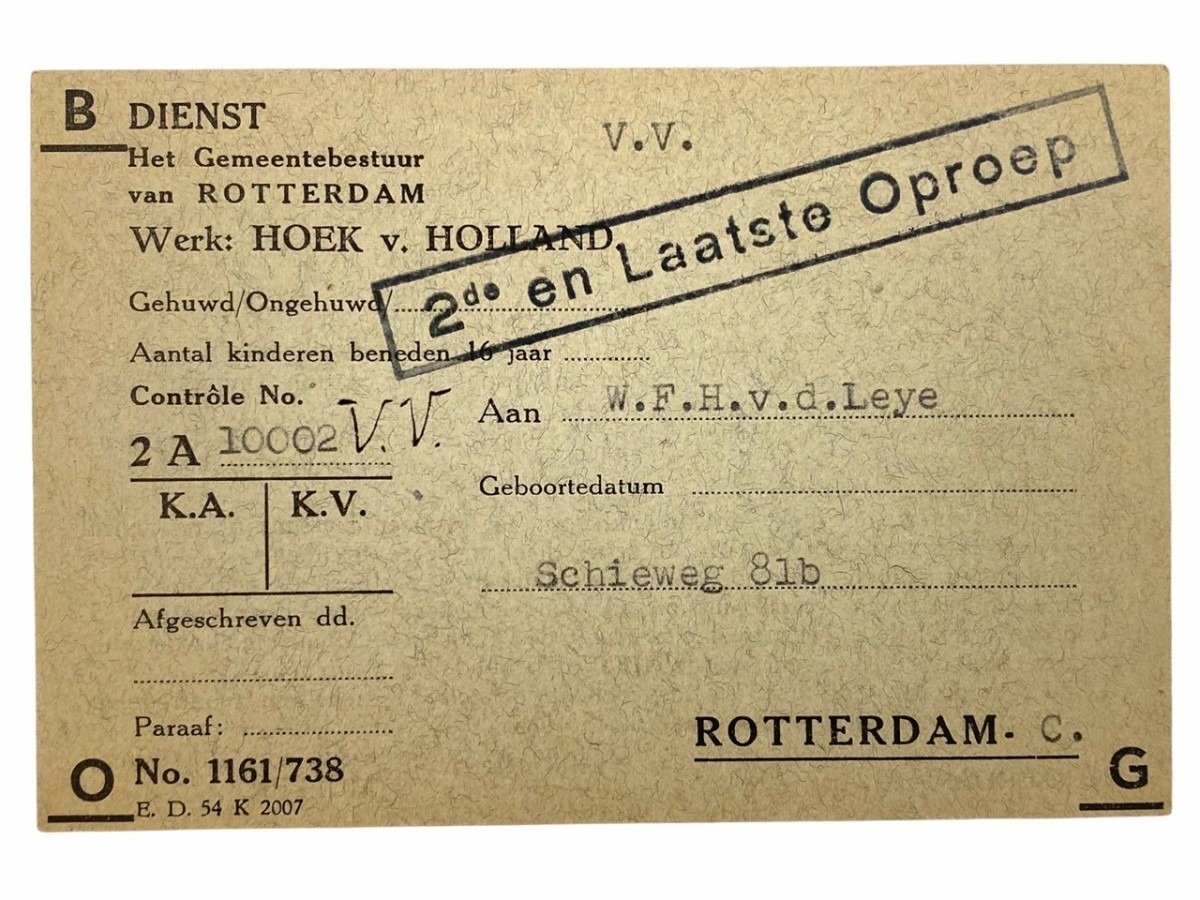 B DIENST
V.V.
Het Gemeentebestuur
van ROTTERDAM
Werk: HOEK v. HOLLAND
2de en Laatste Oproep
Gehuwd/Ongehuwd/
Aantal kinderen beneden 16 jaar
Contrôle No.
2 A 10002 V.V.
Aan W.F.H.v.d.Leye
K.A. K.V.
Geboortedatum
Schieweg 81b
Afgeschreven dd.
Paraaf:
ROTTERDAM- C.
O No. 1161/738
G
E. D. 54 K 2007